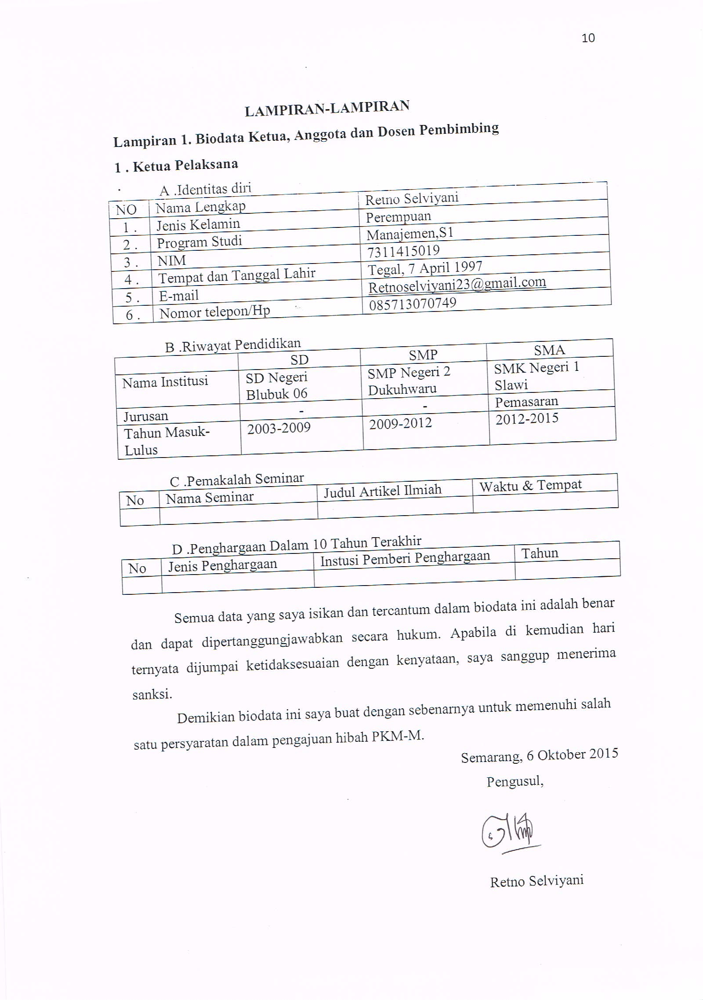 10
LAMPIRAN-LAMPIRAN
Lampiran 1. Biodata Ketua, Anggota dan Dosen Pembimbing
1 . Ketua Pelaksana
A .Identitas diri
NO Nama Lengkap Retno Selviyani
1 . Jenis Kelamin Perempuan
2 . Program Studi Manajemen,S1
3 . NIM 7311415019
4 . Tempat dan Tanggal Lahir Tegal, 7 April 1997
5 . E-mail Retnoselviyani23@gmail.com
6 . Nomor telepon/Hp 085713070749
B .Riwayat Pendidikan
SD SMP SMA
Nama Institusi SD Negeri SMP Negeri 2 SMK Negeri 1
Blubuk 06 Dukuhwaru Slawi
Jurusan - - Pemasaran
Tahun Masuk- 2003-2009 2009-2012 2012-2015
Lulus
C .Pemakalah Seminar
No Nama Seminar Judul Artikel Ilmiah Waktu & Tempat
D .Penghargaan Dalam 10 Tahun Terakhir
No Jenis Penghargaan Instusi Pemberi Penghargaan Tahun
Semua data yang saya isikan dan tercantum dalam biodata ini adalah benar
dan dapat dipertanggungjawabkan secara hukum. Apabila di kemudian hari
ternyata dijumpai ketidaksesuaian dengan kenyataan, saya sanggup menerima
sanksi.
Demikian biodata ini saya buat dengan sebenarnya untuk memenuhi salah
satu persyaratan dalam pengajuan hibah PKM-M.
Semarang, 6 Oktober 2015
Pengusul,
Retno Selviyani